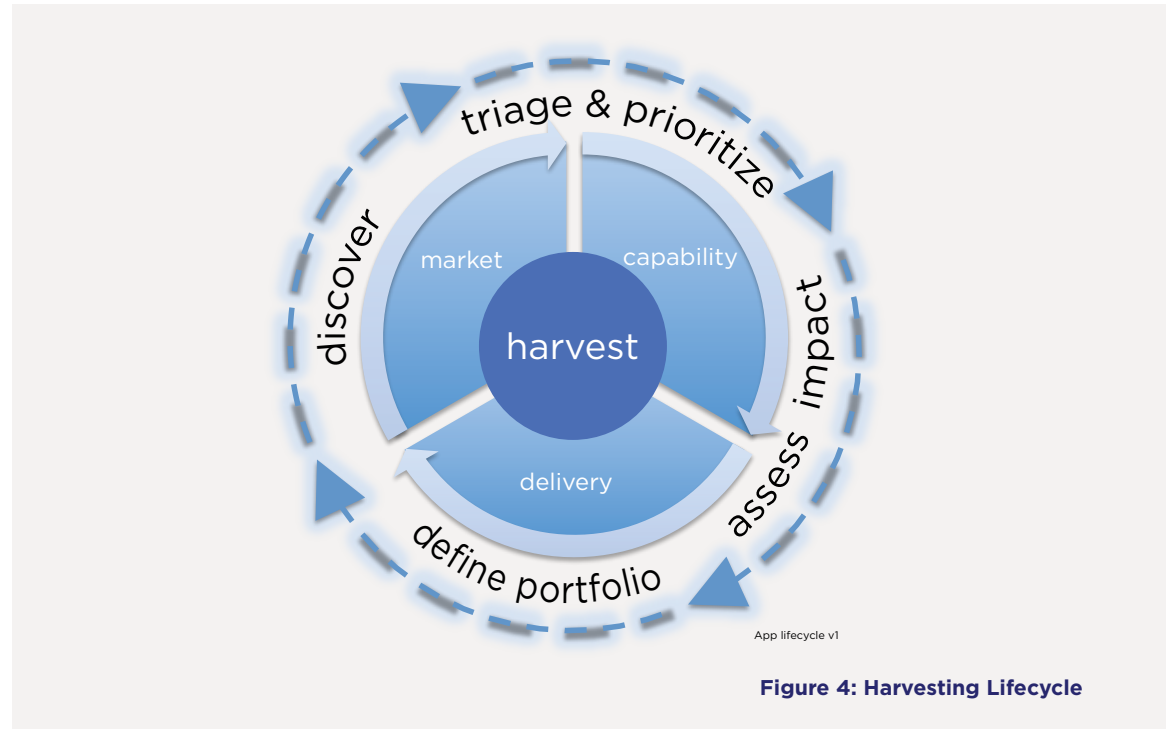 triage & prioritize
discover
market
capability
harvest
assess impact
delivery
define portfolio
App lifecycle v1
Figure 4: Harvesting Lifecycle